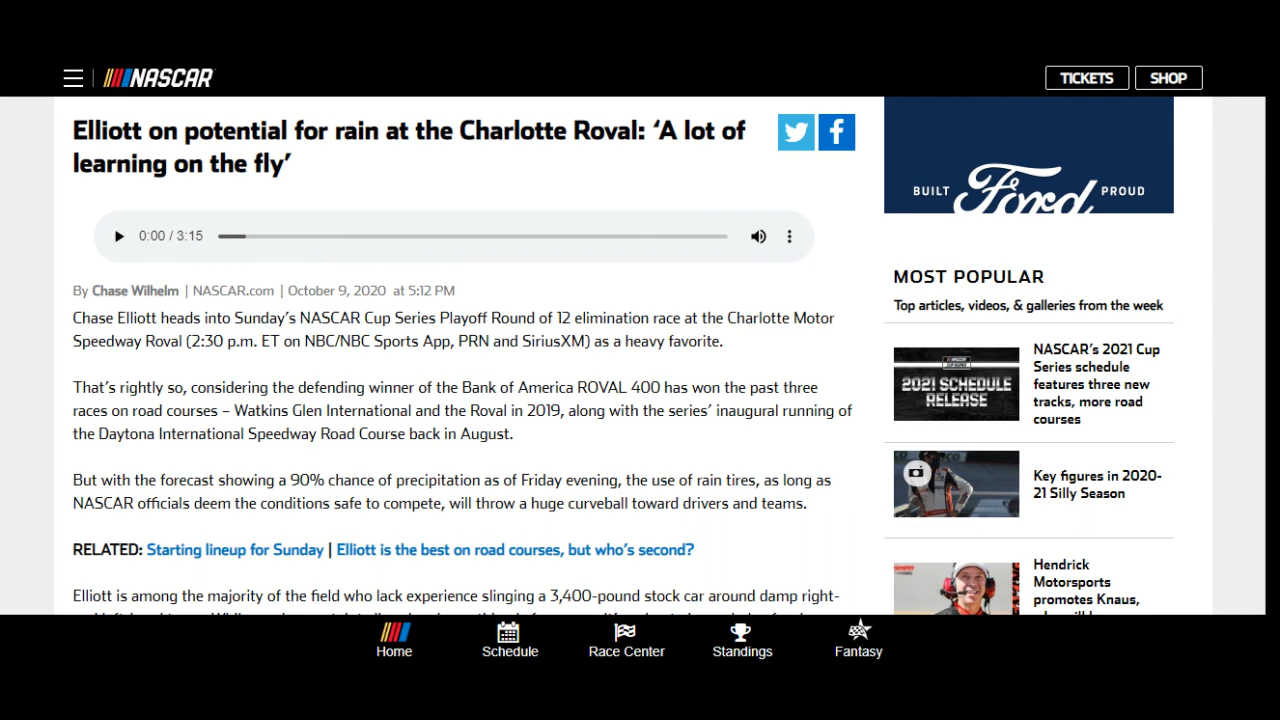 NASCAR
TICKETS
SHOP
Elliott on potential for rain at the Charlotte Roval: ‘A lot of
learning on the fly’
0:00 / 3:15
By Chase Wilhelm | NASCAR.com | October 9, 2020 at 5:12 PM
Chase Elliott heads into Sunday’s NASCAR Cup Series Playoff Round of 12 elimination race at the Charlotte Motor
Speedway Roval (2:30 p.m. ET on NBC/NBC Sports App, PRN and SiriusXM) as a heavy favorite.
That’s rightly so, considering the defending winner of the Bank of America ROVAL 400 has won the past three
races on road courses – Watkins Glen International and the Roval in 2019, along with the series’ inaugural running of
the Daytona International Speedway Road Course back in August.
But with the forecast showing a 90% chance of precipitation as of Friday evening, the use of rain tires, as long as
NASCAR officials deem the conditions safe to compete, will throw a huge curveball toward drivers and teams.
RELATED: Starting lineup for Sunday | Elliott is the best on road courses, but who’s second?
Elliott is among the majority of the field who lack experience slinging a 3,400-pound stock car around damp right-
BUILT Ford PROUD
MOST POPULAR
Top articles, videos, & galleries from the week
2021 SCHEDULE
RELEASE
NASCAR’s 2021 Cup
Series schedule
features three new
tracks, more road
courses
Key figures in 2020-
21 Silly Season
Hendrick
Motorsports
promotes Knaus,
Home
Schedule
Race Center
Standings
Fantasy